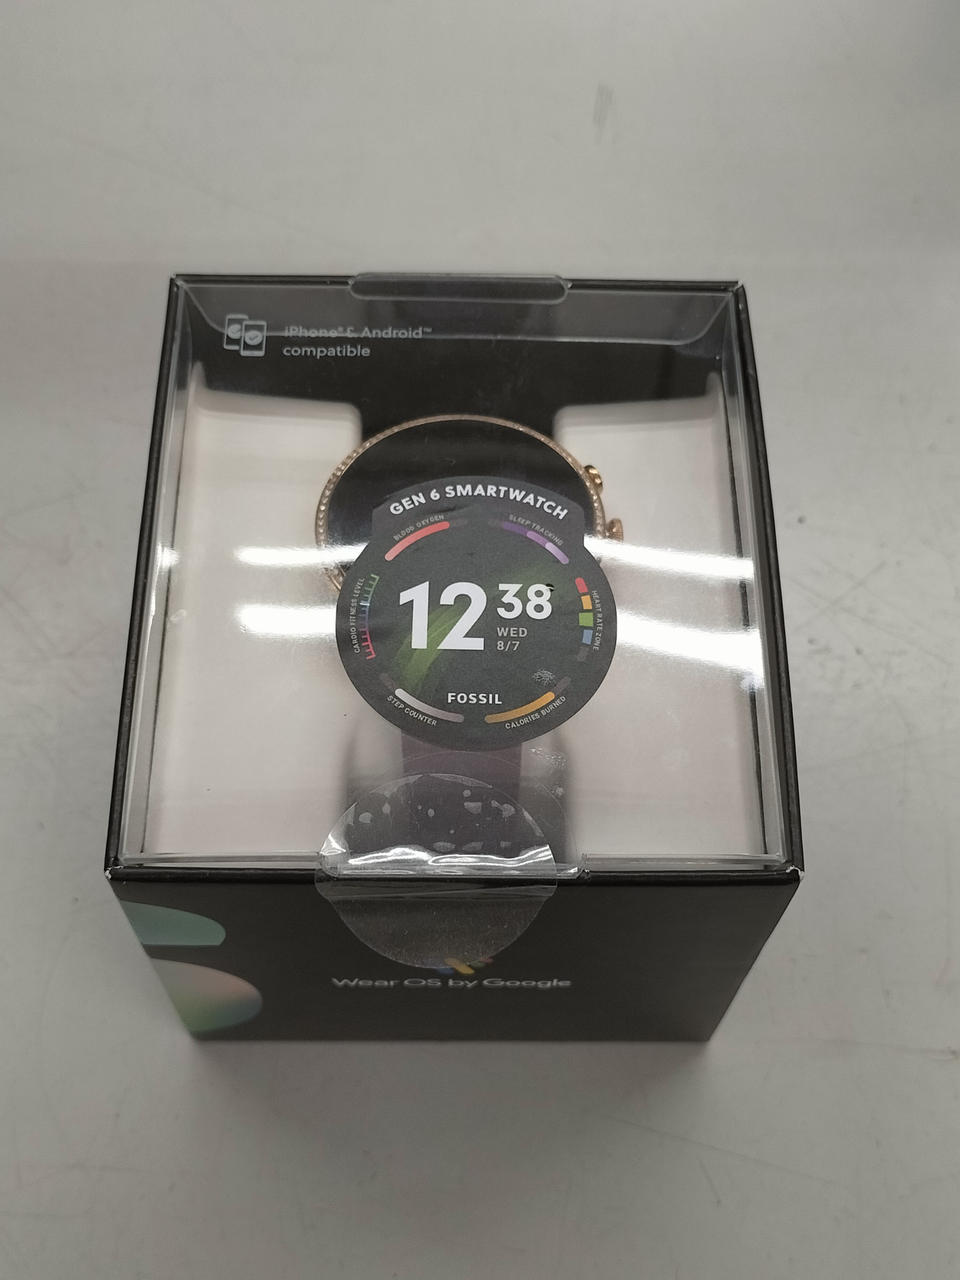 iPhone® & Android™
compatible
GEN 6 SMARTWATCH
BLOOD OXYGEN
SLEEP TRACKING
CARDIO FITNESS LEVEL
12 38
HEART RATE ZONE
WED
8/7
FOSSIL
STEP COUNTER
CALORIES BURNED
Wear OS by Google